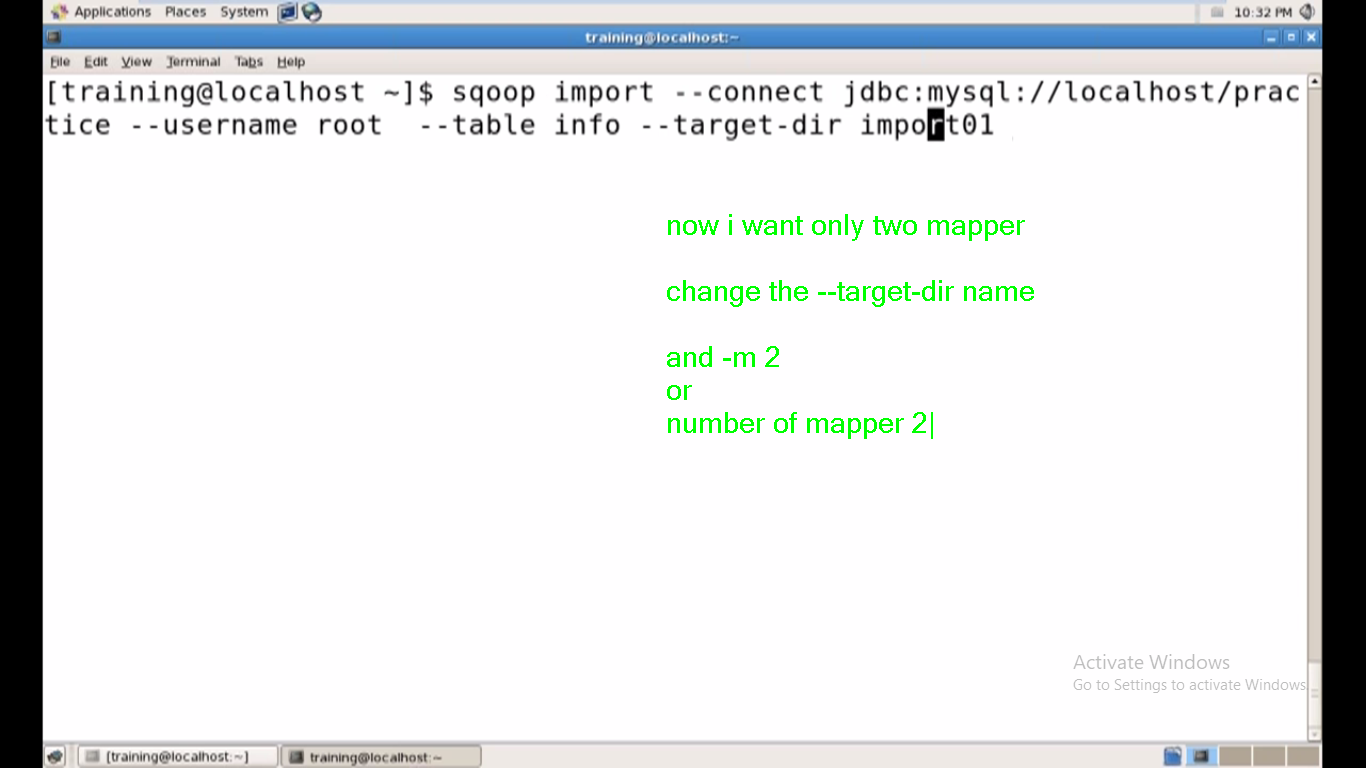 Applications Places System 10:32 PM
training@localhost:~
File Edit View Terminal Tabs Help
[training@localhost ~]$ sqoop import --connect jdbc:mysql://localhost/prac
tice --username root  --table info --target-dir import01
now i want only two mapper
change the --target-dir name
and -m 2
or
number of mapper 2
Activate Windows
Go to Settings to activate Windows
[training@localhost:~] training@localhost:~